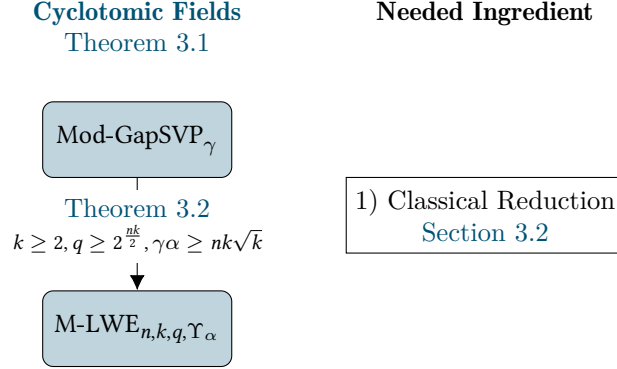 Cyclotomic Fields
Theorem 3.1
Needed Ingredient
Mod-GapSVP_γ
Theorem 3.2
k ≥ 2, q ≥ 2^{nk/2}, γα ≥ nk√k
1) Classical Reduction
Section 3.2
M-LWE_{n,k,q,Υ_α}